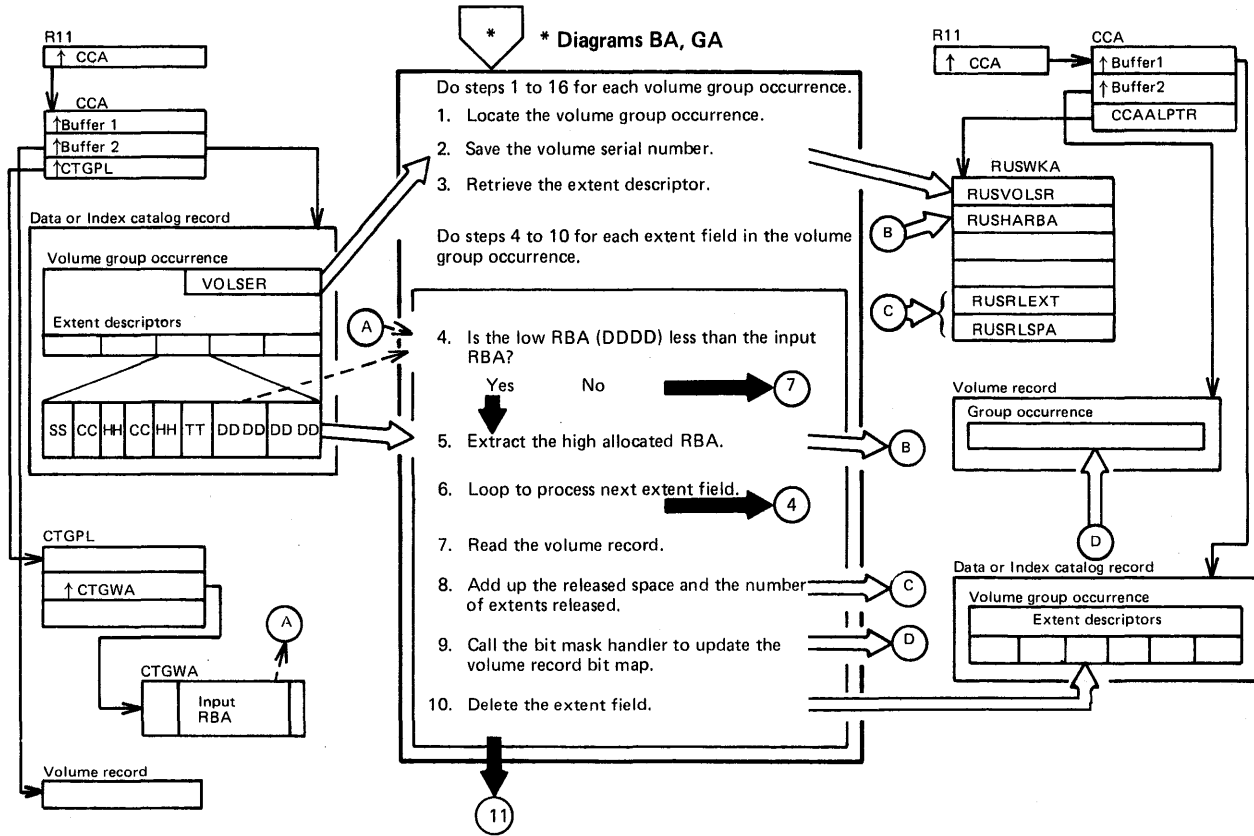 *
* Diagrams BA, GA
R11
↑ CCA
CCA
↑Buffer 1
↑Buffer 2
↑CTGPL
Data or Index catalog record
Volume group occurrence
VOLSER
Extent descriptors
SS CC HH CC HH TT DD DD DD DD
CTGPL
↑ CTGWA
A
CTGWA
Input
RBA
Volume record
Do steps 1 to 16 for each volume group occurrence.
1. Locate the volume group occurrence.
2. Save the volume serial number.
3. Retrieve the extent descriptor.
Do steps 4 to 10 for each extent field in the volume
group occurrence.
A
4. Is the low RBA (DDDD) less than the input
RBA?
Yes No 7
5. Extract the high allocated RBA. B
6. Loop to process next extent field. 4
7. Read the volume record.
8. Add up the released space and the number
of extents released.
C
9. Call the bit mask handler to update the
volume record bit map.
D
10. Delete the extent field.
11
R11
↑ CCA
CCA
↑Buffer1
↑Buffer2
CCAALPTR
RUSWKA
RUSVOLSR
B
RUSHARBA
C
RUSRLEXT
RUSRLSPA
Volume record
Group occurrence
D
Data or Index catalog record
Volume group occurrence
Extent descriptors